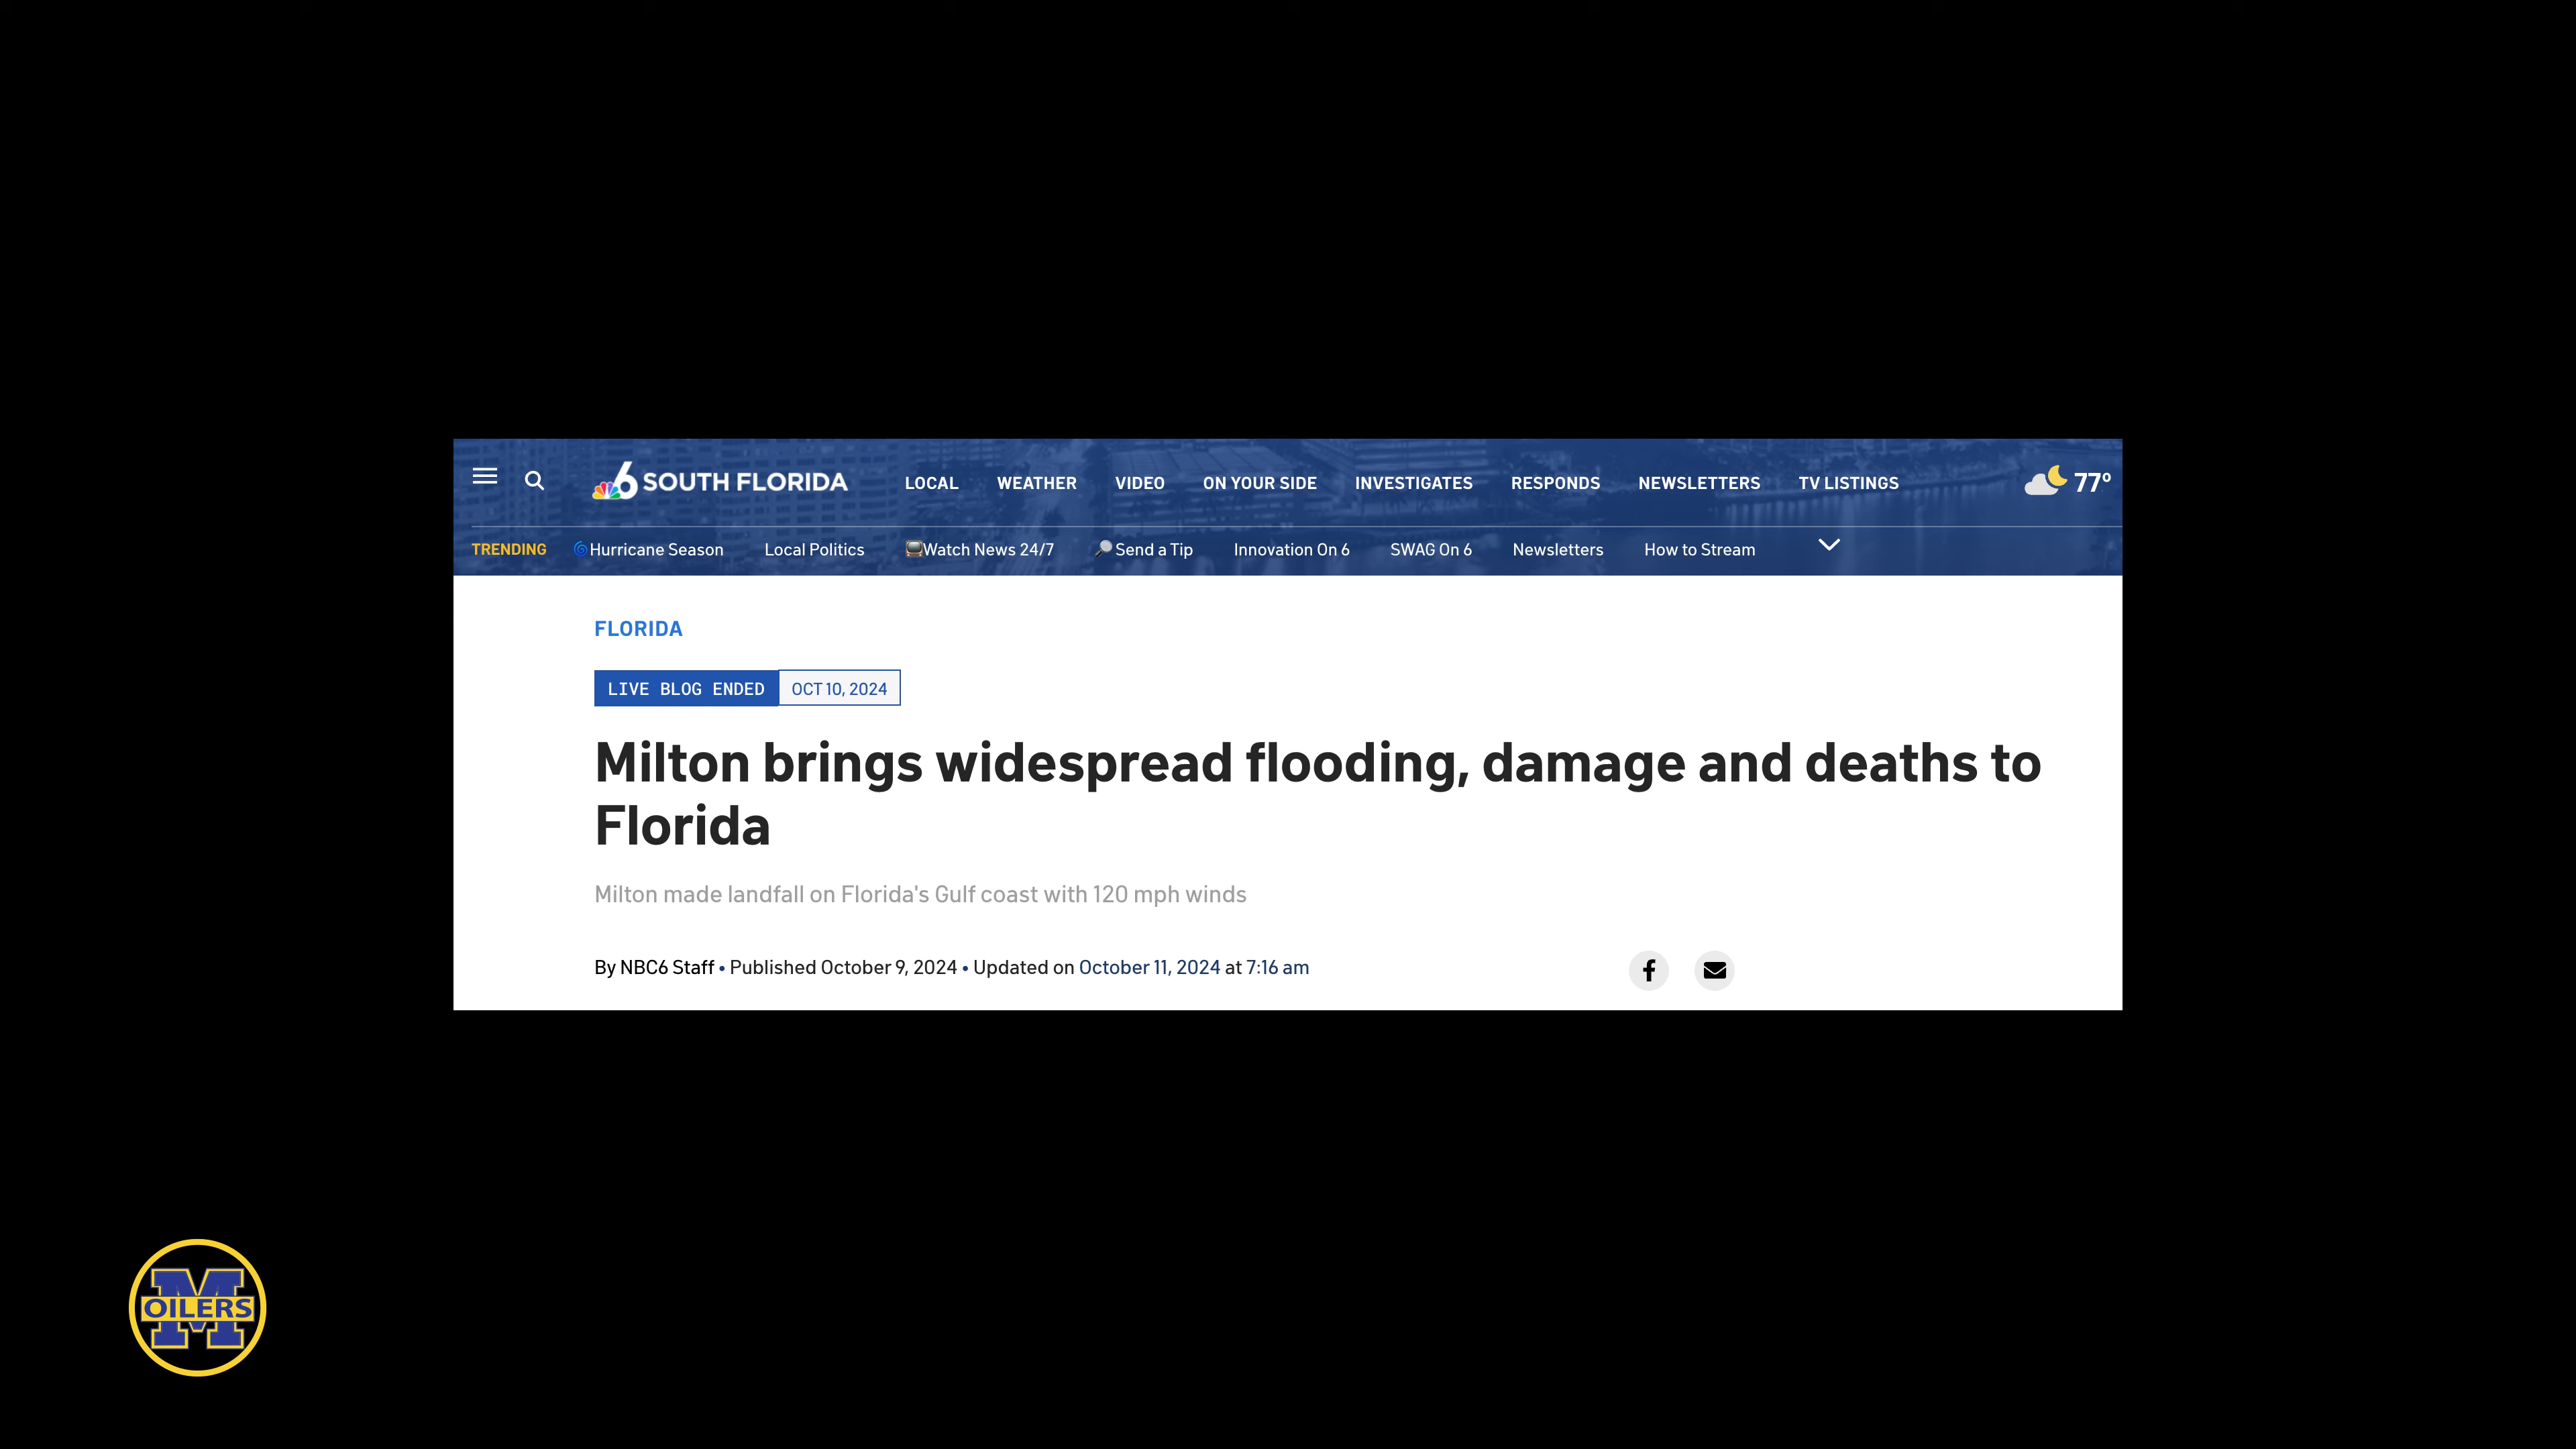 SOUTH FLORIDA
LOCAL WEATHER VIDEO ON YOUR SIDE INVESTIGATES RESPONDS NEWSLETTERS TV LISTINGS
77°
TRENDING Hurricane Season Local Politics Watch News 24/7 Send a Tip Innovation On 6 SWAG On 6 Newsletters How to Stream
FLORIDA
LIVE BLOG ENDED OCT 10, 2024
Milton brings widespread flooding, damage and deaths to
Florida
Milton made landfall on Florida's Gulf coast with 120 mph winds
By NBC6 Staff • Published October 9, 2024 • Updated on October 11, 2024 at 7:16 am
M
OILERS